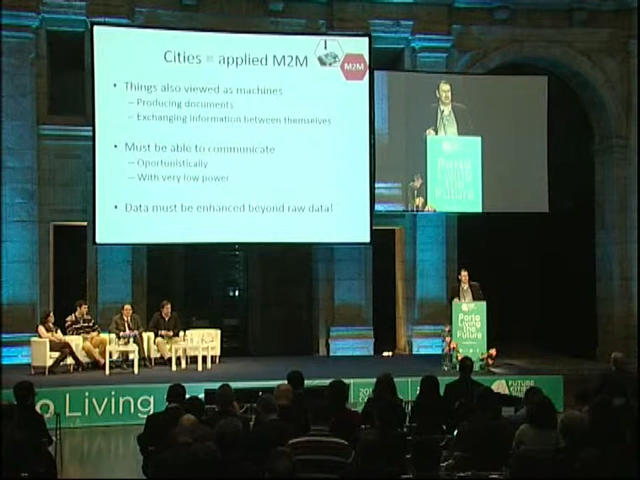 Cities = applied M2M
M2M
• Things also viewed as machines
– Producing documents
– Exchanging information between themselves
• Must be able to communicate
– Oportunistically
– With very low power
• Data must be enhanced beyond raw data!
Porto
Living
the
Future
Porto
Living
the
Future
o Living
FUTURE
CITIES